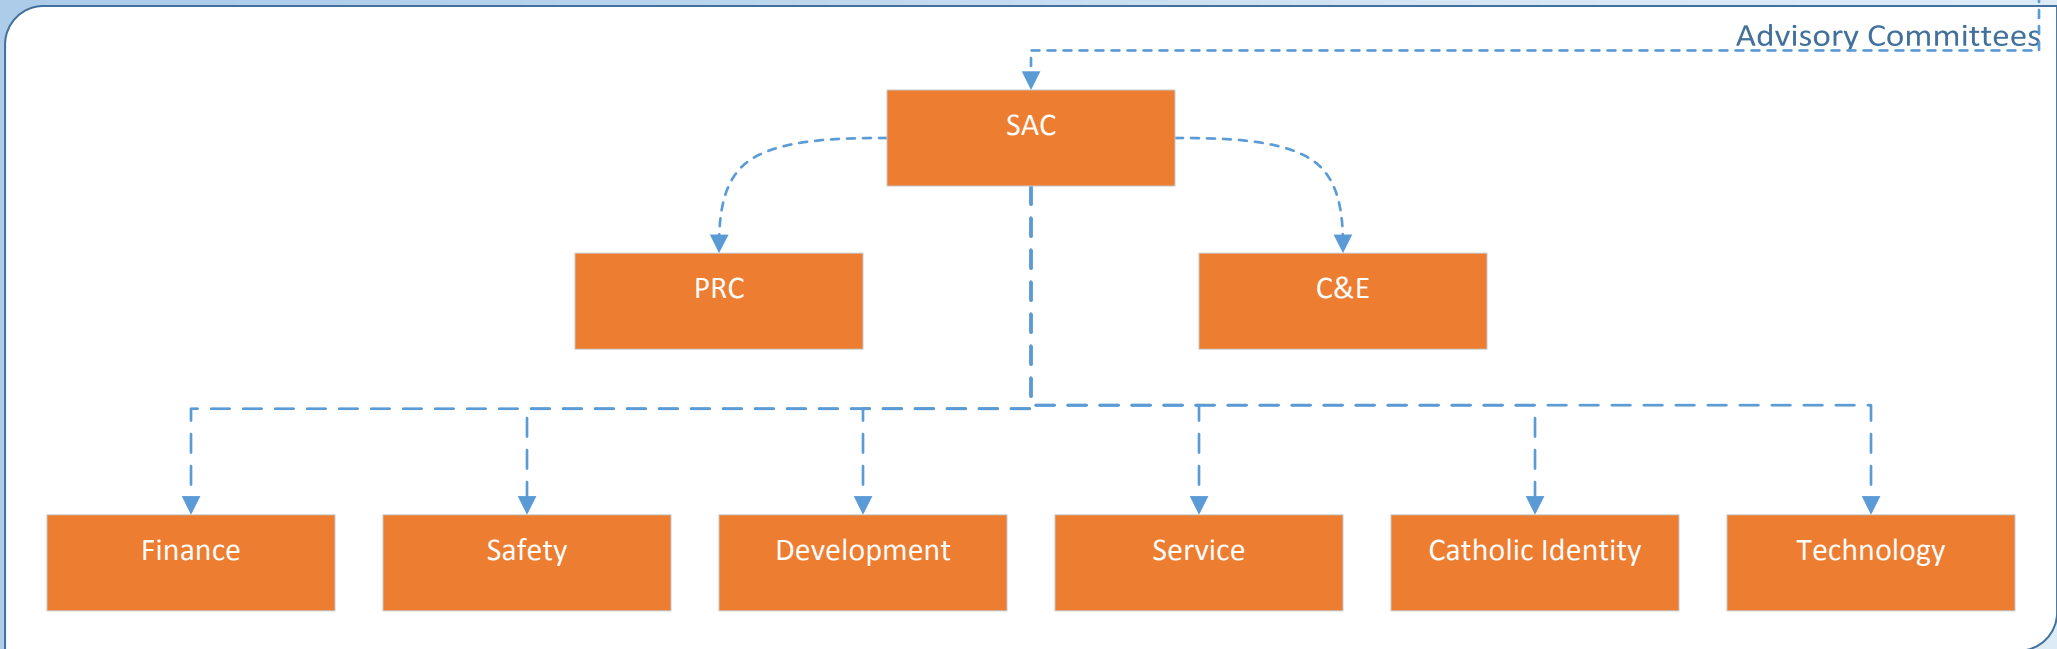 Advisory Committees
SAC
PRC
C&E
Finance
Safety
Development
Service
Catholic Identity
Technology